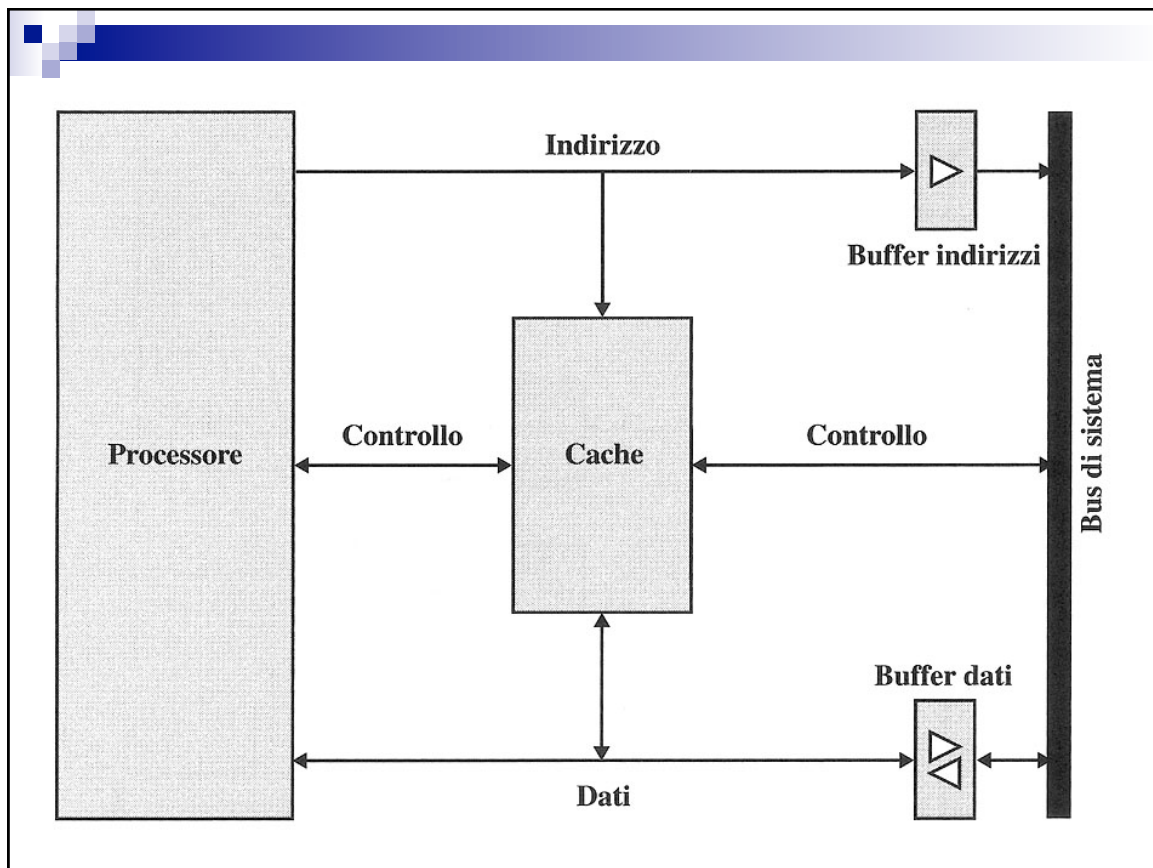 Indirizzo
Buffer indirizzi
Processore
Controllo
Cache
Controllo
Bus di sistema
Buffer dati
Dati